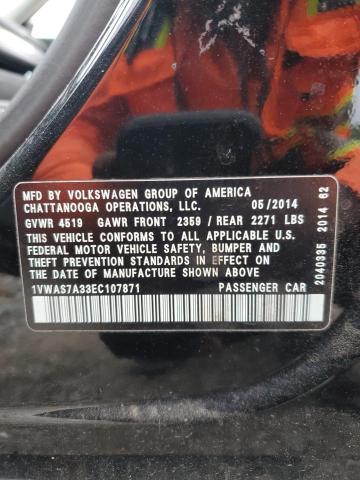 MFD BY VOLKSWAGEN GROUP OF AMERICA
CHATTANOOGA OPERATIONS, LLC. 05/2014
GVWR 4519 GAWR FRONT 2359 / REAR 2271 LBS
THIS VEHICLE CONFORMS TO ALL APPLICABLE U.S.
FEDERAL MOTOR VEHICLE SAFETY, BUMPER AND
THEFT PREVENTION STANDARDS IN EFFECT ON THE
DATE OF MANUFACTURE SHOWN ABOVE.
1VWAS7A33EC107871 PASSENGER CAR
2040335 2014 62